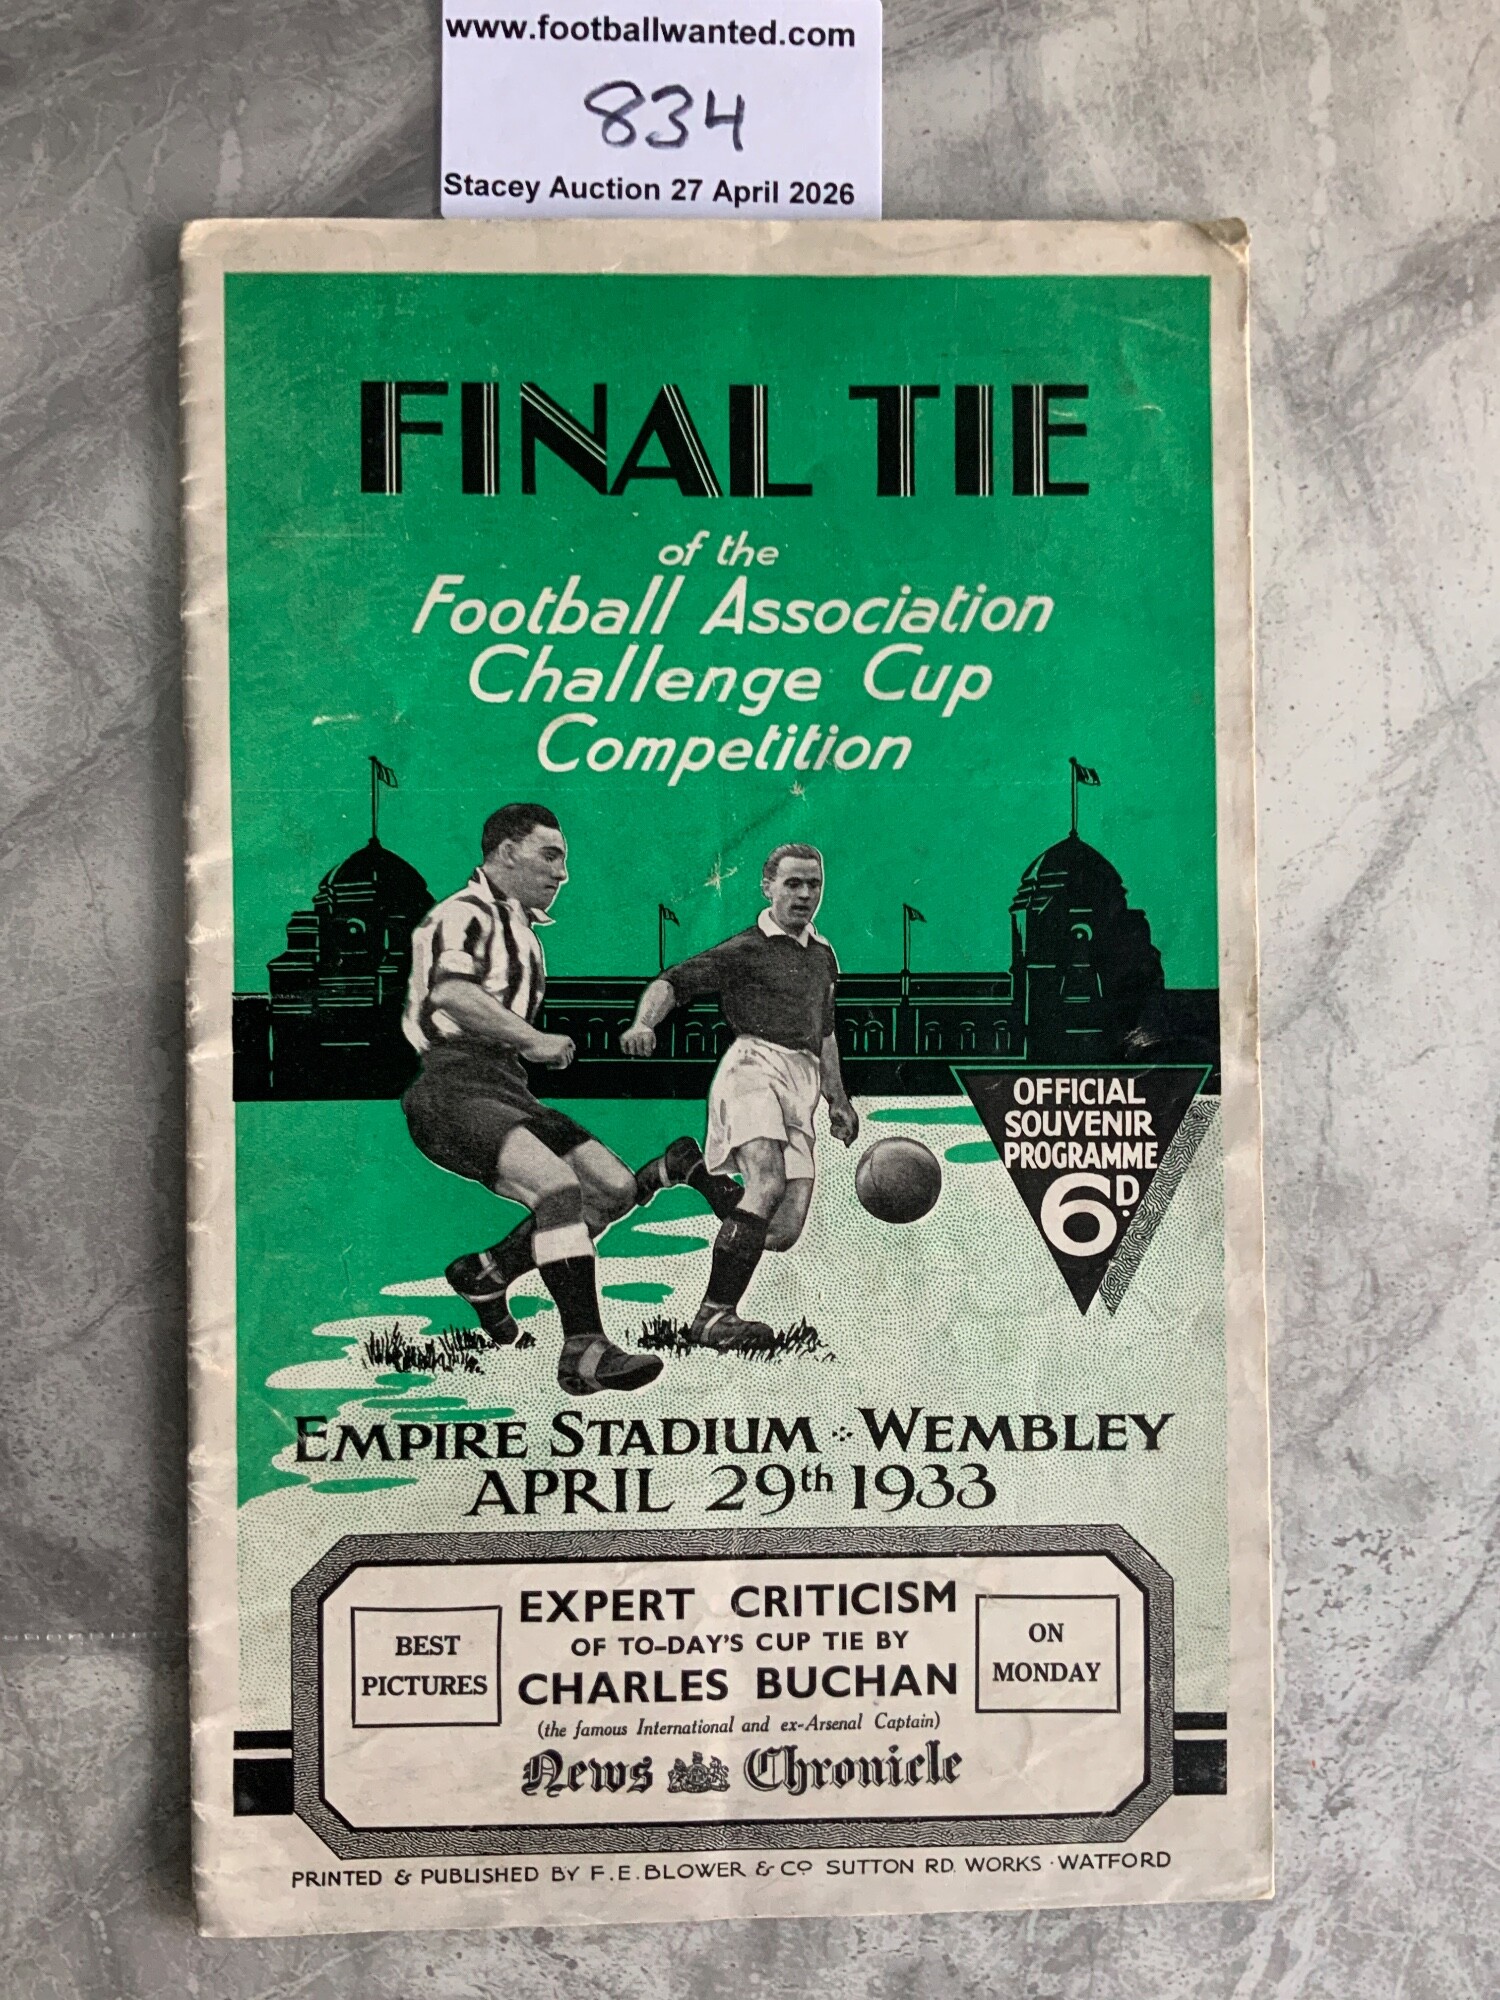 www.footballwanted.com
834
Stacey Auction 27 April 2026
FINAL TIE
of the
Football Association
Challenge Cup
Competition
OFFICIAL
SOUVENIR
PROGRAMME
6D.
EMPIRE STADIUM WEMBLEY
APRIL 29th 1933
BEST
PICTURES
EXPERT CRITICISM
OF TO-DAY'S CUP TIE BY
CHARLES BUCHAN
(the famous International and ex-Arsenal Captain)
News Chronicle
ON
MONDAY
PRINTED & PUBLISHED BY F.E. BLOWER & CO SUTTON RD. WORKS · WATFORD